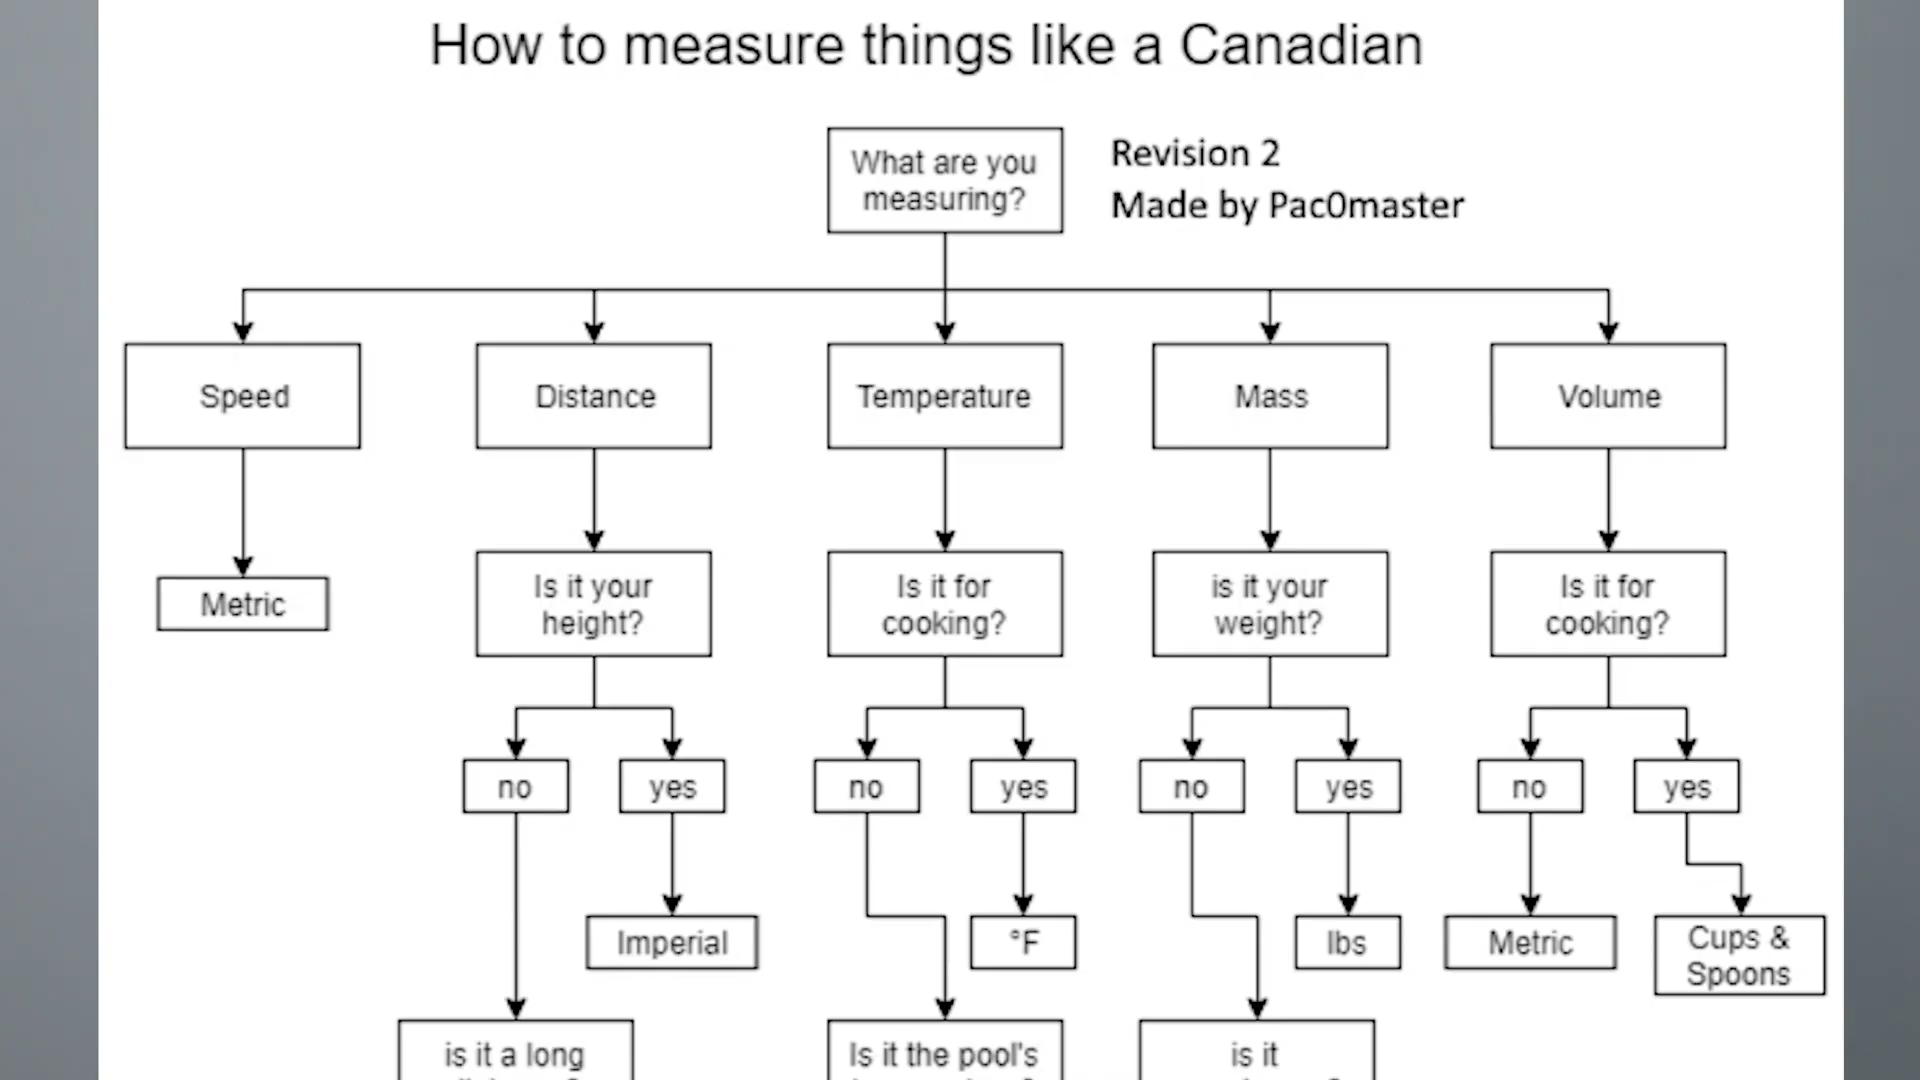 How to measure things like a Canadian
What are you
measuring?
Revision 2
Made by Pac0master
Speed
Distance
Temperature
Mass
Volume
Metric
Is it your
height?
Is it for
cooking?
is it your
weight?
Is it for
cooking?
no
yes
no
yes
no
yes
no
yes
Imperial
°F
lbs
Metric
Cups &
Spoons
is it a long
Is it the pool's
is it